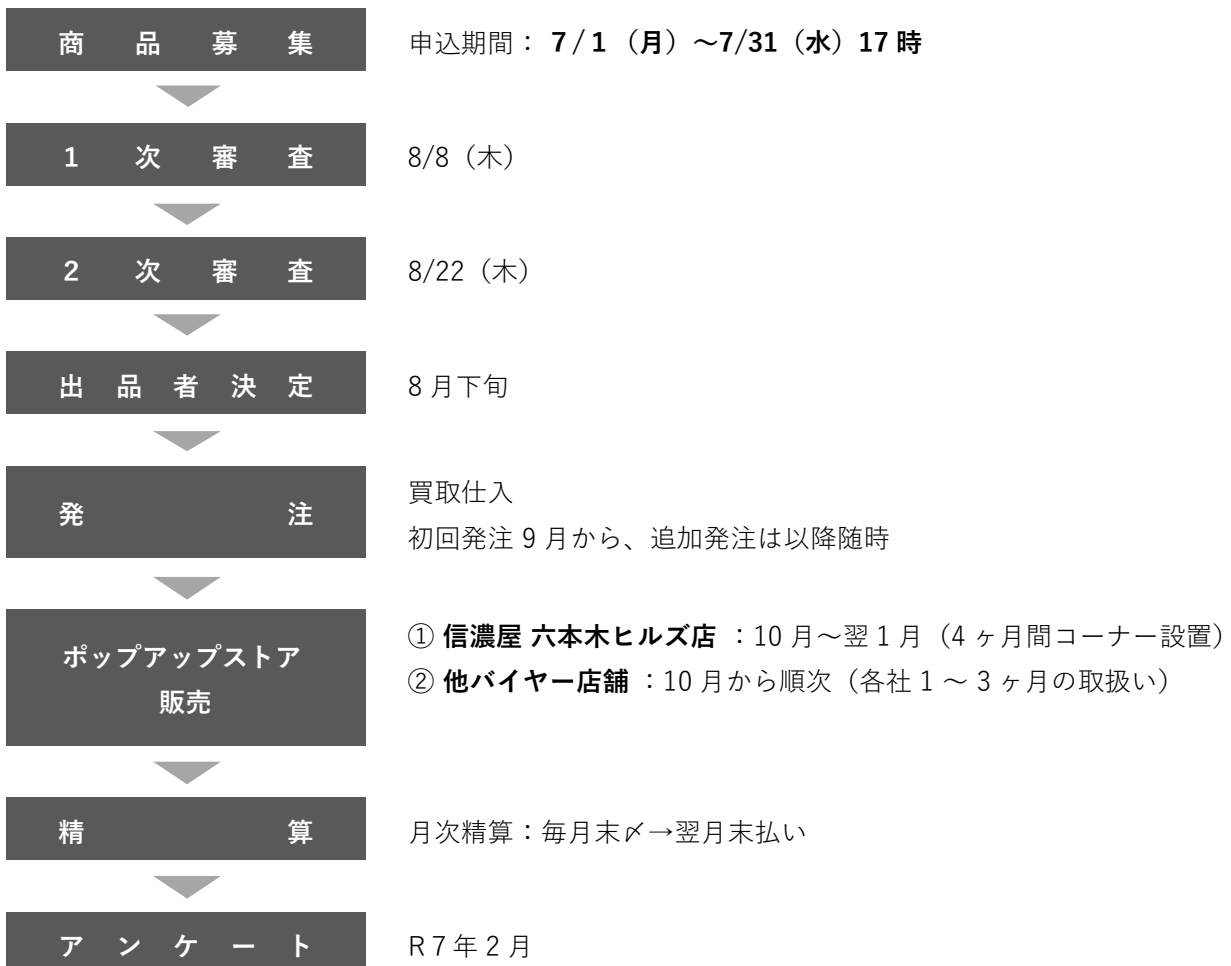 商品募集
申込期間： 7/1（月）～7/31（水）17時
1次審査
8/8（木）
2次審査
8/22（木）
出品者決定
8月下旬
発注
買取仕入
初回発注9月から、追加発注は以降随時
ポップアップストア
販売
① 信濃屋 六本木ヒルズ店 ：10月～翌1月（4ヶ月間コーナー設置）
② 他バイヤー店舗 ：10月から順次（各社1～3ヶ月の取扱い）
精算
月次精算：毎月末〆→翌月末払い
アンケート
R7年2月